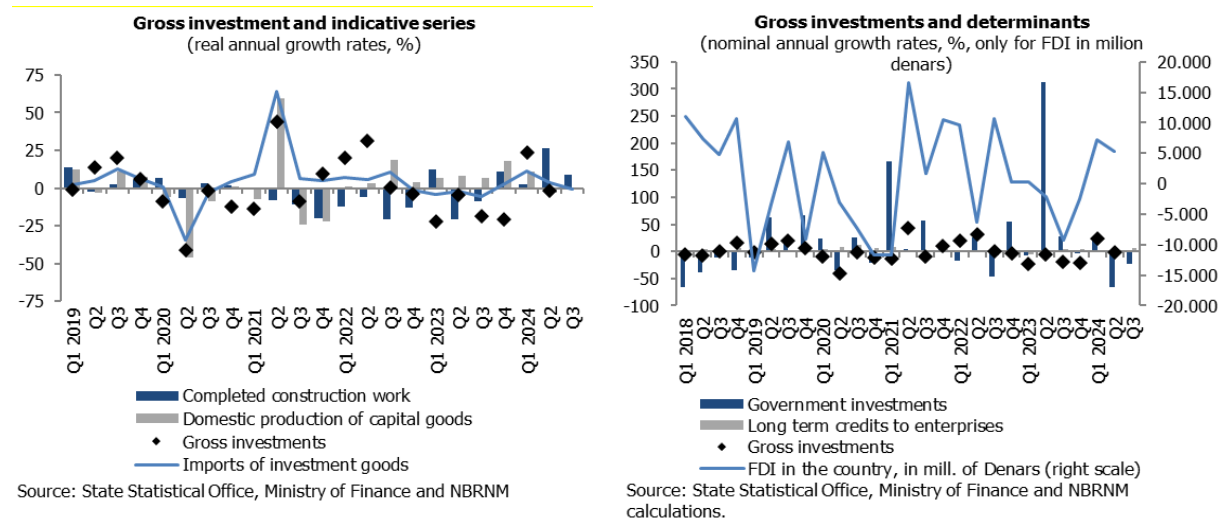 Gross investment and indicative series
(real annual growth rates, %)
75
50
25
0
-25
-50
-75
Q1 2019
Q2
Q3
Q4
Q1 2020
Q2
Q3
Q4
Q1 2021
Q2
Q3
Q4
Q1 2022
Q2
Q3
Q4
Q1 2023
Q2
Q3
Q4
Q1 2024
Q2
Q3
Completed construction work
Domestic production of capital goods
Gross investments
Imports of investment goods
Source: State Statistical Office, Ministry of Finance and NBRNM
Gross investments and determinants
(nominal annual growth rates, %, only for FDI in milion
denars)
350
300
250
200
150
100
50
0
-50
-100
20.000
15.000
10.000
5.000
0
-5.000
-10.000
-15.000
-20.000
Q1 2018
Q2
Q3
Q4
Q1 2019
Q2
Q3
Q4
Q1 2020
Q2
Q3
Q4
Q1 2021
Q2
Q3
Q4
Q1 2022
Q2
Q3
Q4
Q1 2023
Q2
Q3
Q4
Q1 2024
Q2
Q3
Government investments
Long term credits to enterprises
Gross investments
FDI in the country, in mill. of Denars (right scale)
Source: State Statistical Office, Ministry of Finance and NBRNM
calculations.